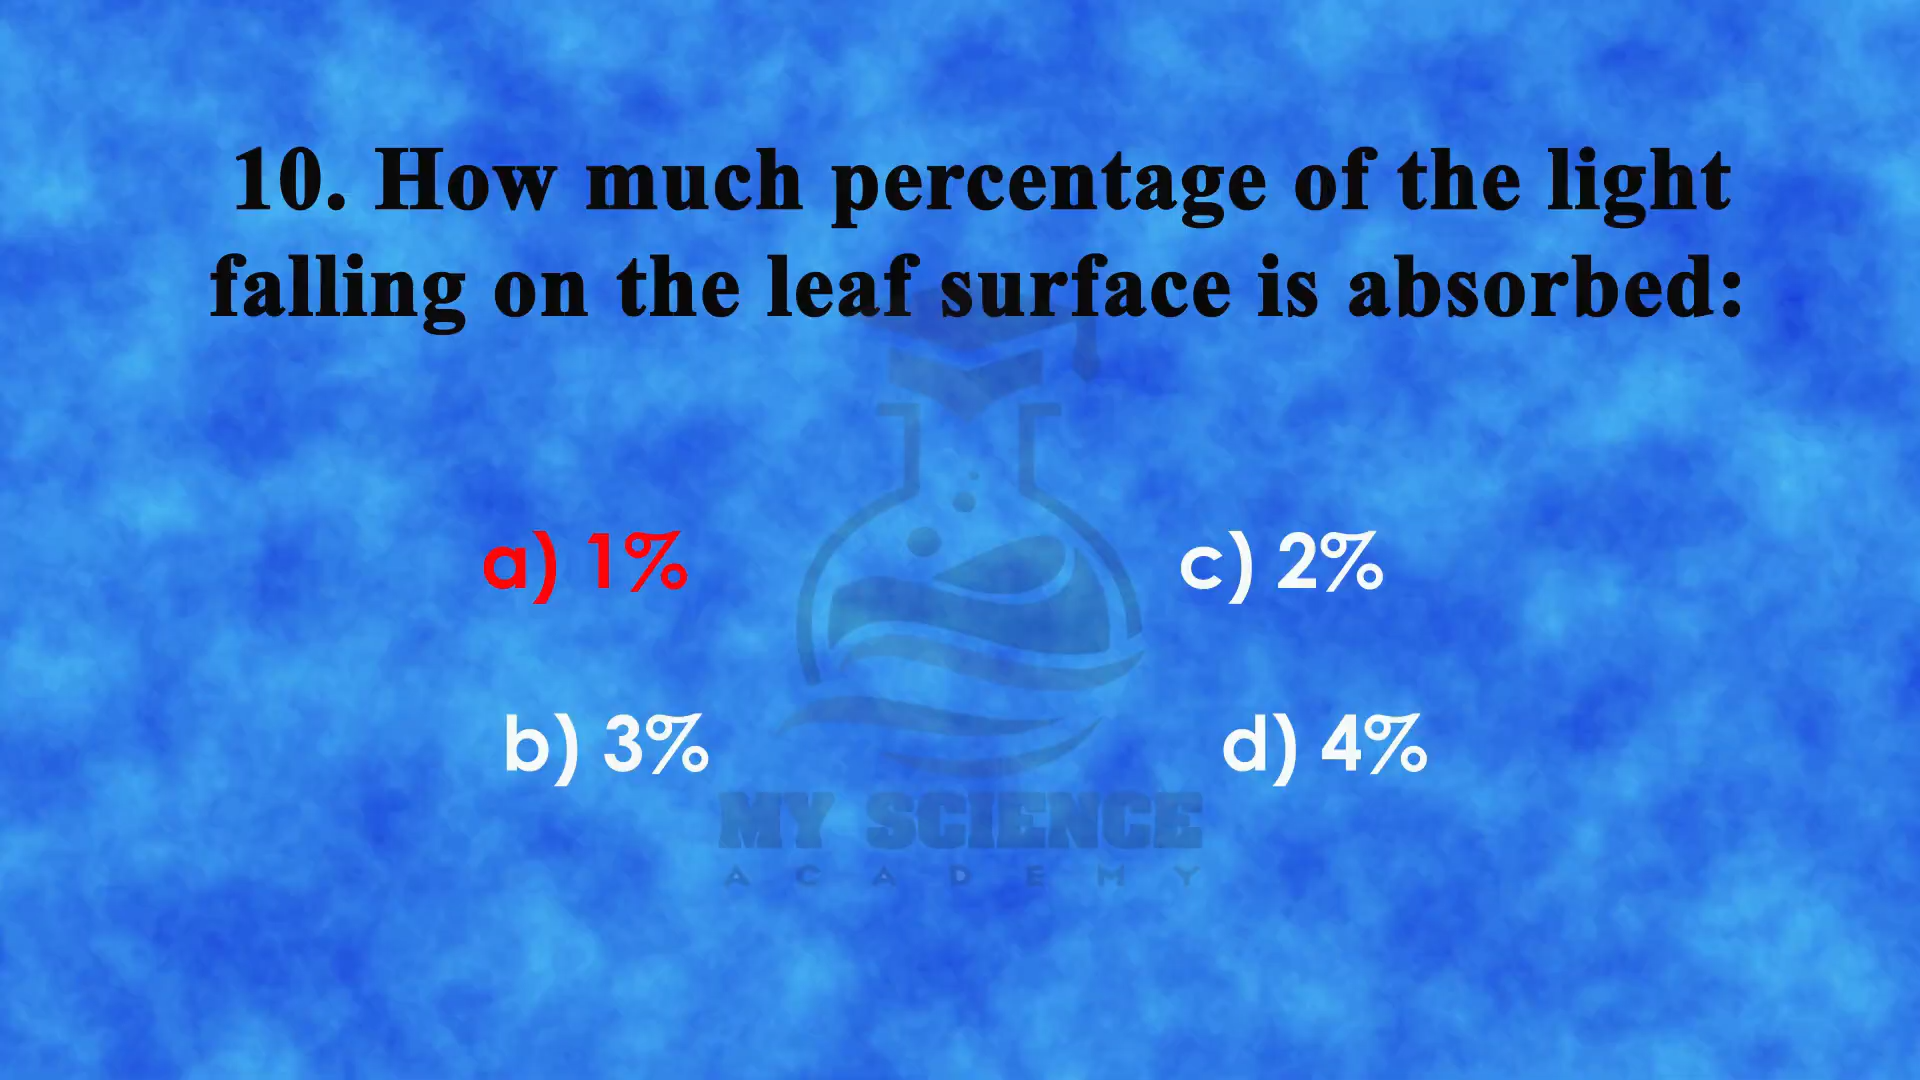 10. How much percentage of the light
falling on the leaf surface is absorbed:
a) 1%
c) 2%
b) 3%
d) 4%
MY SCIENCE
ACADEMY